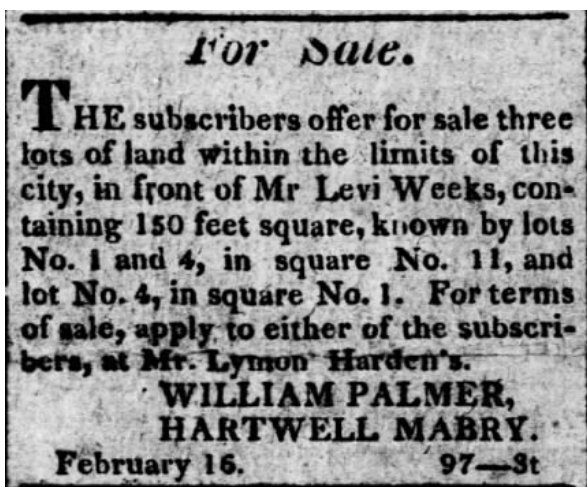 For Sale.
THE subscribers offer for sale three
lots of land within the limits of this
city, in front of Mr Levi Weeks, con-
taining 150 feet square, known by lots
No. 1 and 4, in square No. 11, and
lot No. 4, in square No. 1. For terms
of sale, apply to either of the subscri-
bers, at Mr. Lymon Harden's.
WILLIAM PALMER,
HARTWELL MABRY.
February 16. 97—3t